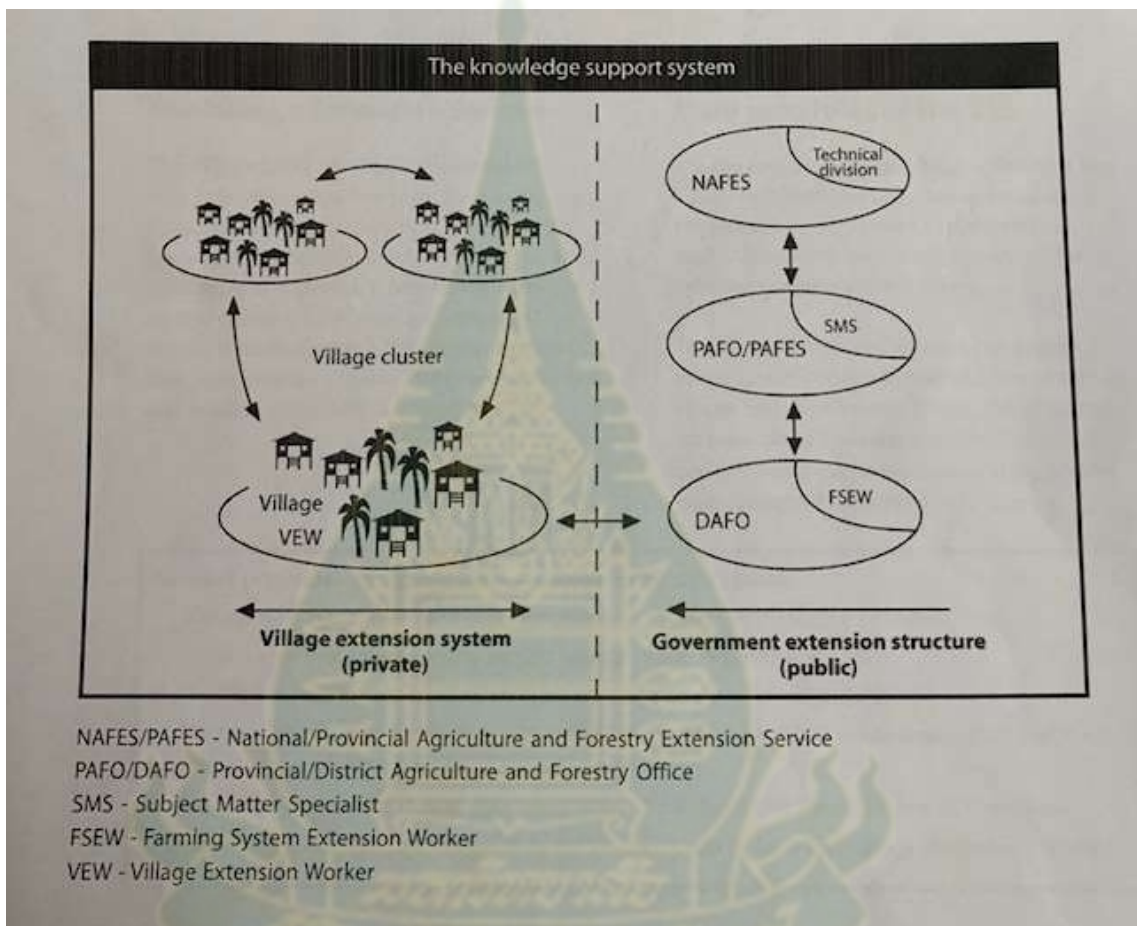 The knowledge support system
Village cluster
Village
VEW
Village extension system
(private)
NAFES
Technical
division
PAFO/PAFES
SMS
DAFO
FSEW
Government extension structure
(public)
NAFES/PAFES - National/Provincial Agriculture and Forestry Extension Service
PAFO/DAFO - Provincial/District Agriculture and Forestry Office
SMS - Subject Matter Specialist
FSEW - Farming System Extension Worker
VEW - Village Extension Worker